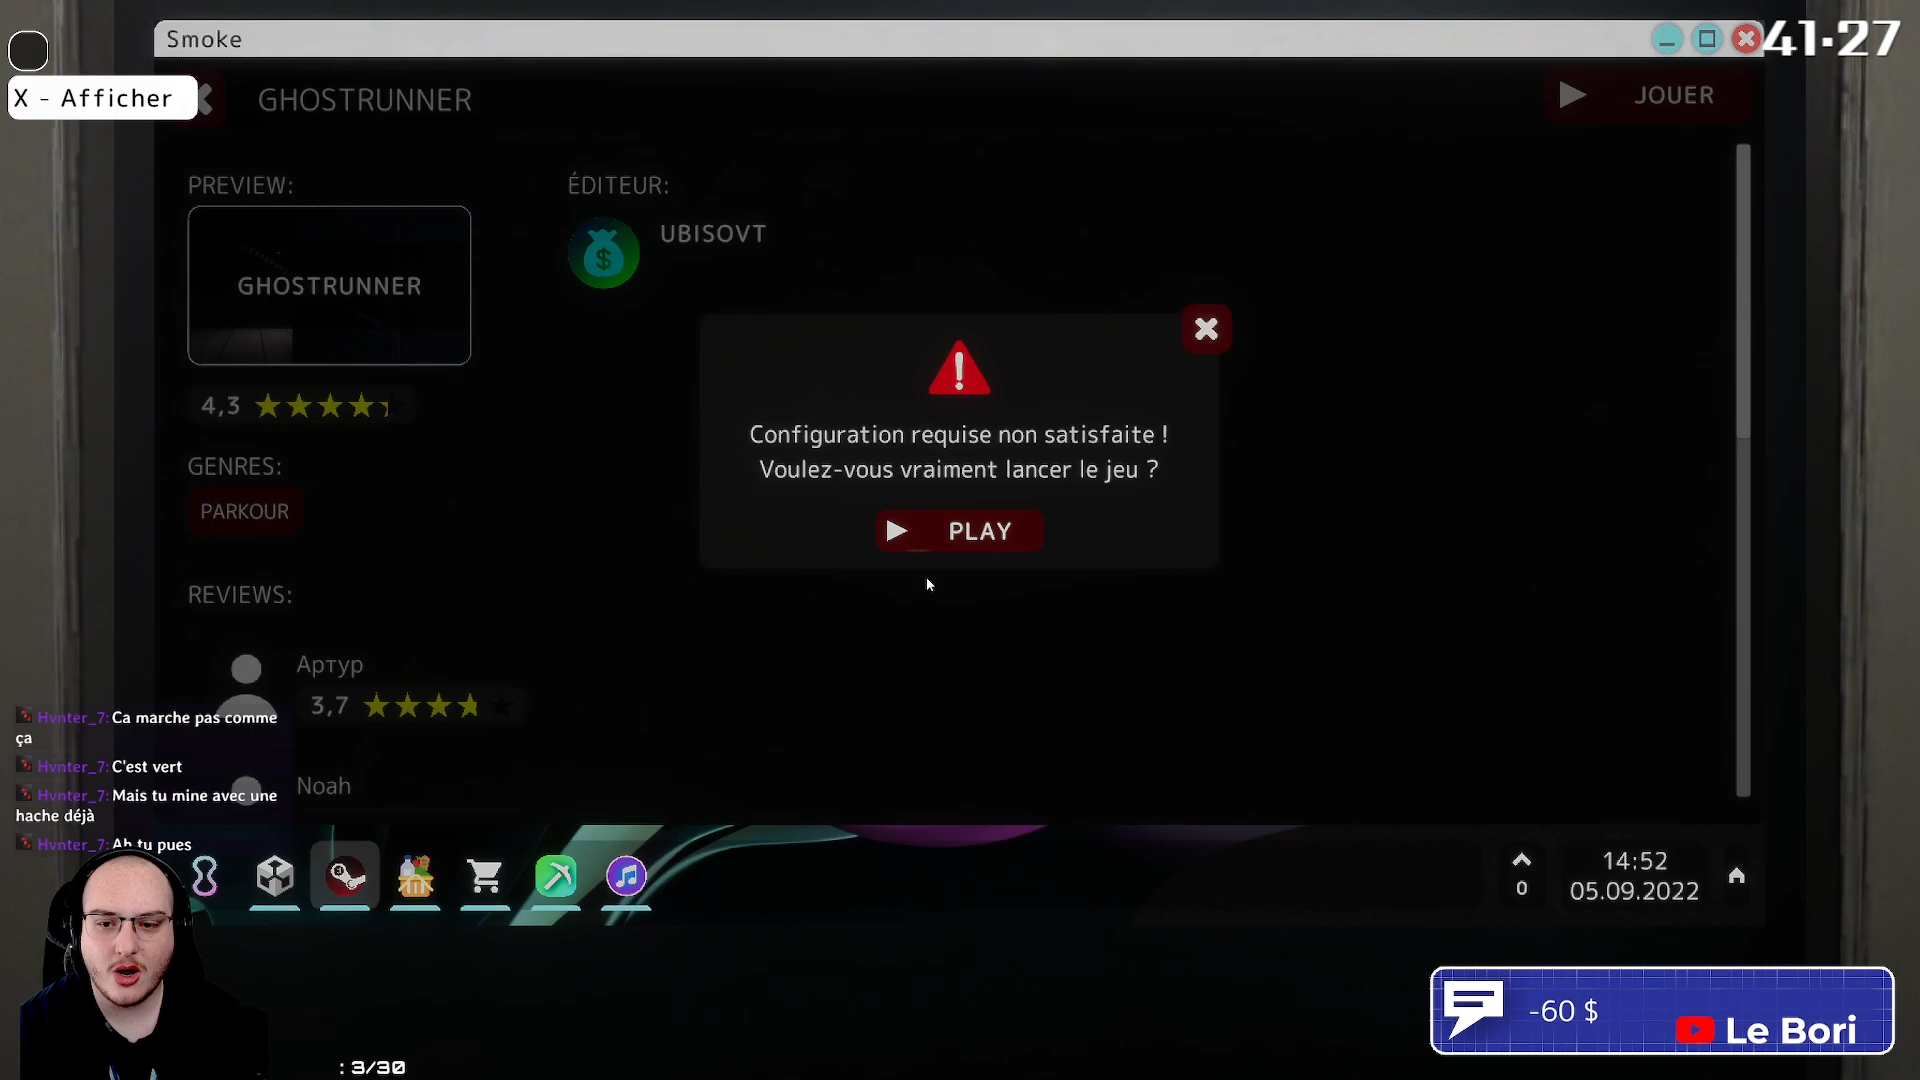 Smoke
41:27
X - Afficher
GHOSTRUNNER
JOUER
PREVIEW:
ÉDITEUR:
GHOSTRUNNER
UBISOVT
4,3
Configuration requise non satisfaite !
Voulez-vous vraiment lancer le jeu ?
PLAY
GENRES:
PARKOUR
REVIEWS:
Артур
3,7
Noah
Hvnter_7: Ca marche pas comme
ça
Hvnter_7: C'est vert
Hvnter_7: Mais tu mine avec une
hache déjà
Hvnter_7: Ah tu pues
0
14:52
05.09.2022
-60 $
Le Bori
: 3/30